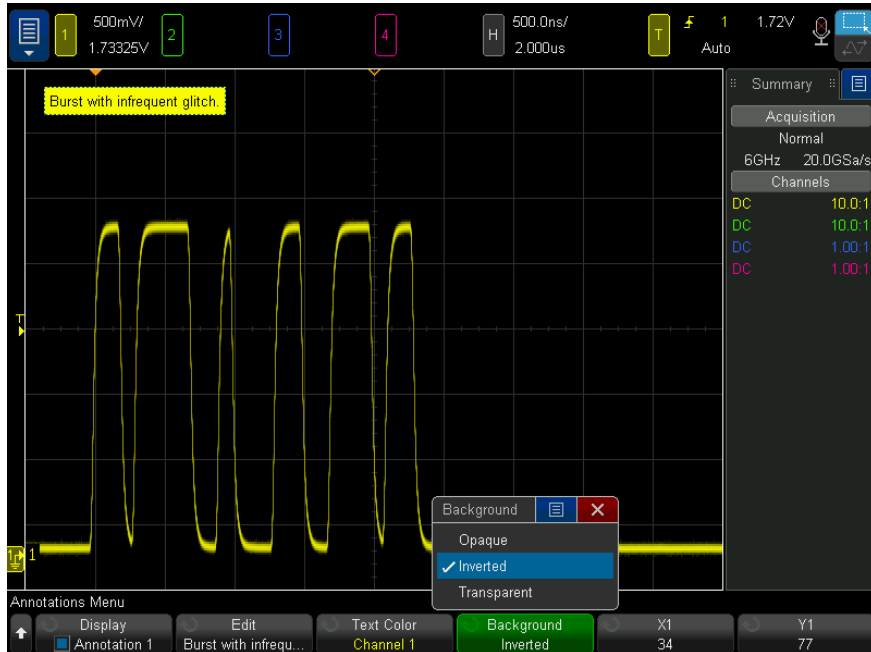 1 500mV/ 1.73325V
2
3
4
H 500.0ns/ 2.000us
T 1 1.72V Auto
Burst with infrequent glitch.
Summary
Acquisition
Normal
6GHz 20.0GSa/s
Channels
DC 10.0:1
DC 10.0:1
DC 1.00:1
DC 1.00:1
T
1 1
Background
Opaque
Inverted
Transparent
Annotations Menu
Display Edit Text Color Background X1 Y1
Annotation 1 Burst with infrequ... Channel 1 Inverted 34 77